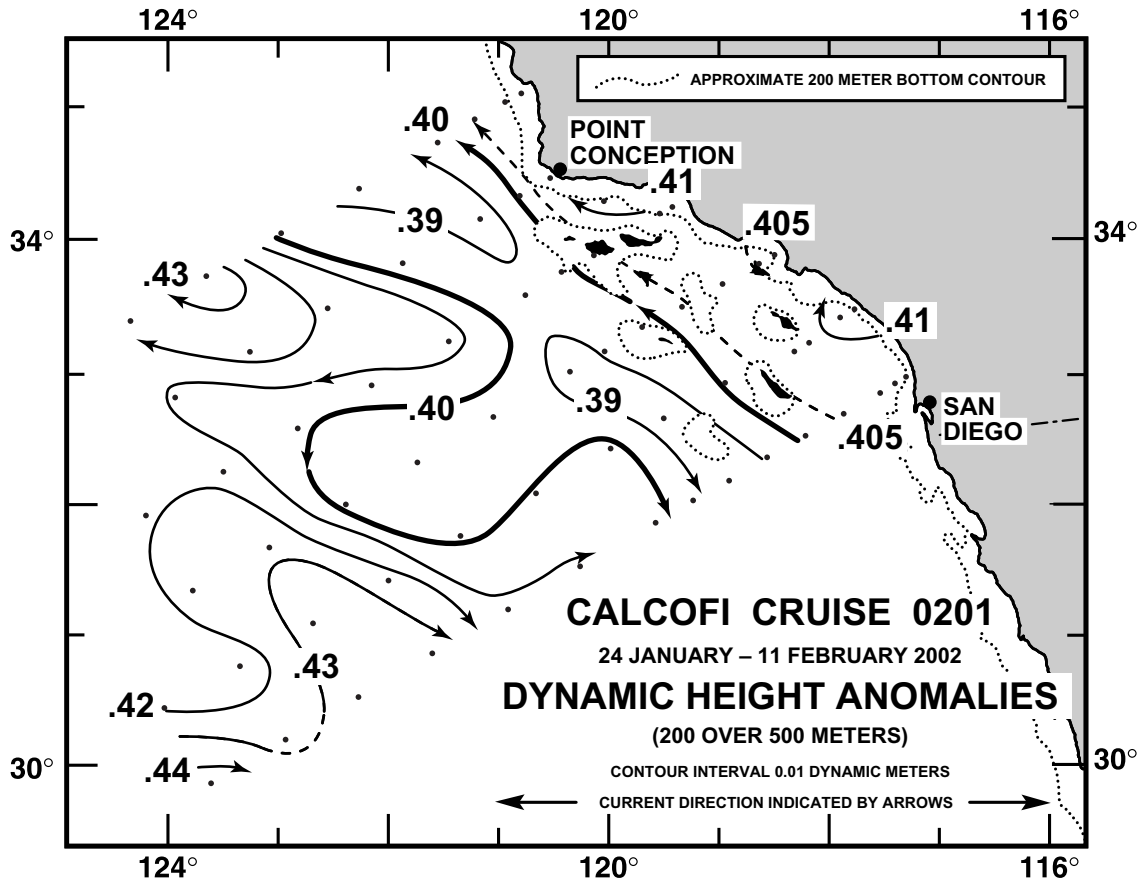 124° 120° 116°
APPROXIMATE 200 METER BOTTOM CONTOUR
.40
POINT
CONCEPTION
.41
.39
.405
34° 34°
.43
.41
.40
.39
SAN
DIEGO
.405
CALCOFI CRUISE 0201
24 JANUARY – 11 FEBRUARY 2002
.43
DYNAMIC HEIGHT ANOMALIES
.42
(200 OVER 500 METERS)
30° 30°
.44
CONTOUR INTERVAL 0.01 DYNAMIC METERS
CURRENT DIRECTION INDICATED BY ARROWS
124° 120° 116°